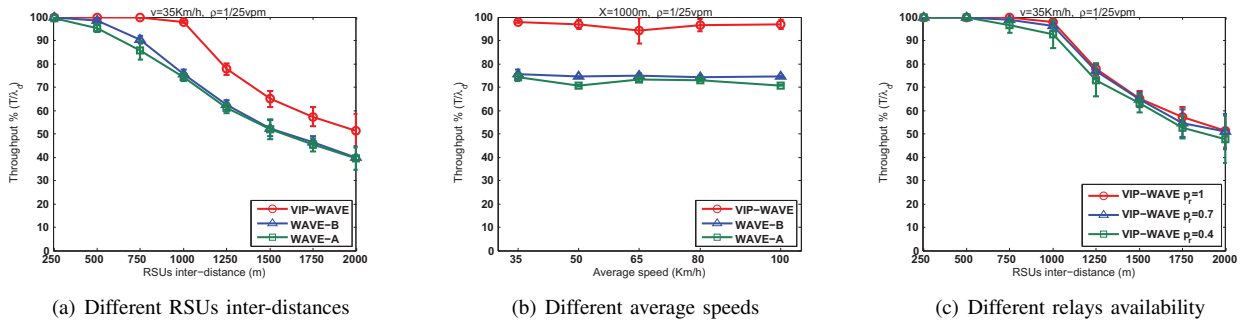 v=35Km/h, ρ=1/25vpm
Throughput % (T/λd)
100
90
80
70
60
50
40
30
20
10
0
VIP−WAVE
WAVE−B
WAVE−A
250 500 750 1000 1250 1500 1750 2000
RSUs inter−distance (m)
(a) Different RSUs inter-distances
X=1000m, ρ=1/25vpm
Throughput % (T/λd)
100
90
80
70
60
50
40
30
20
10
0
VIP−WAVE
WAVE−B
WAVE−A
35 50 65 80 100
Average speed (Km/h)
(b) Different average speeds
v=35Km/h, ρ=1/25vpm
Throughput % (T/λd)
100
90
80
70
60
50
40
30
20
10
0
VIP−WAVE pr=1
VIP−WAVE pr=0.7
VIP−WAVE pr=0.4
250 500 750 1000 1250 1500 1750 2000
RSUs inter−distance (m)
(c) Different relays availability